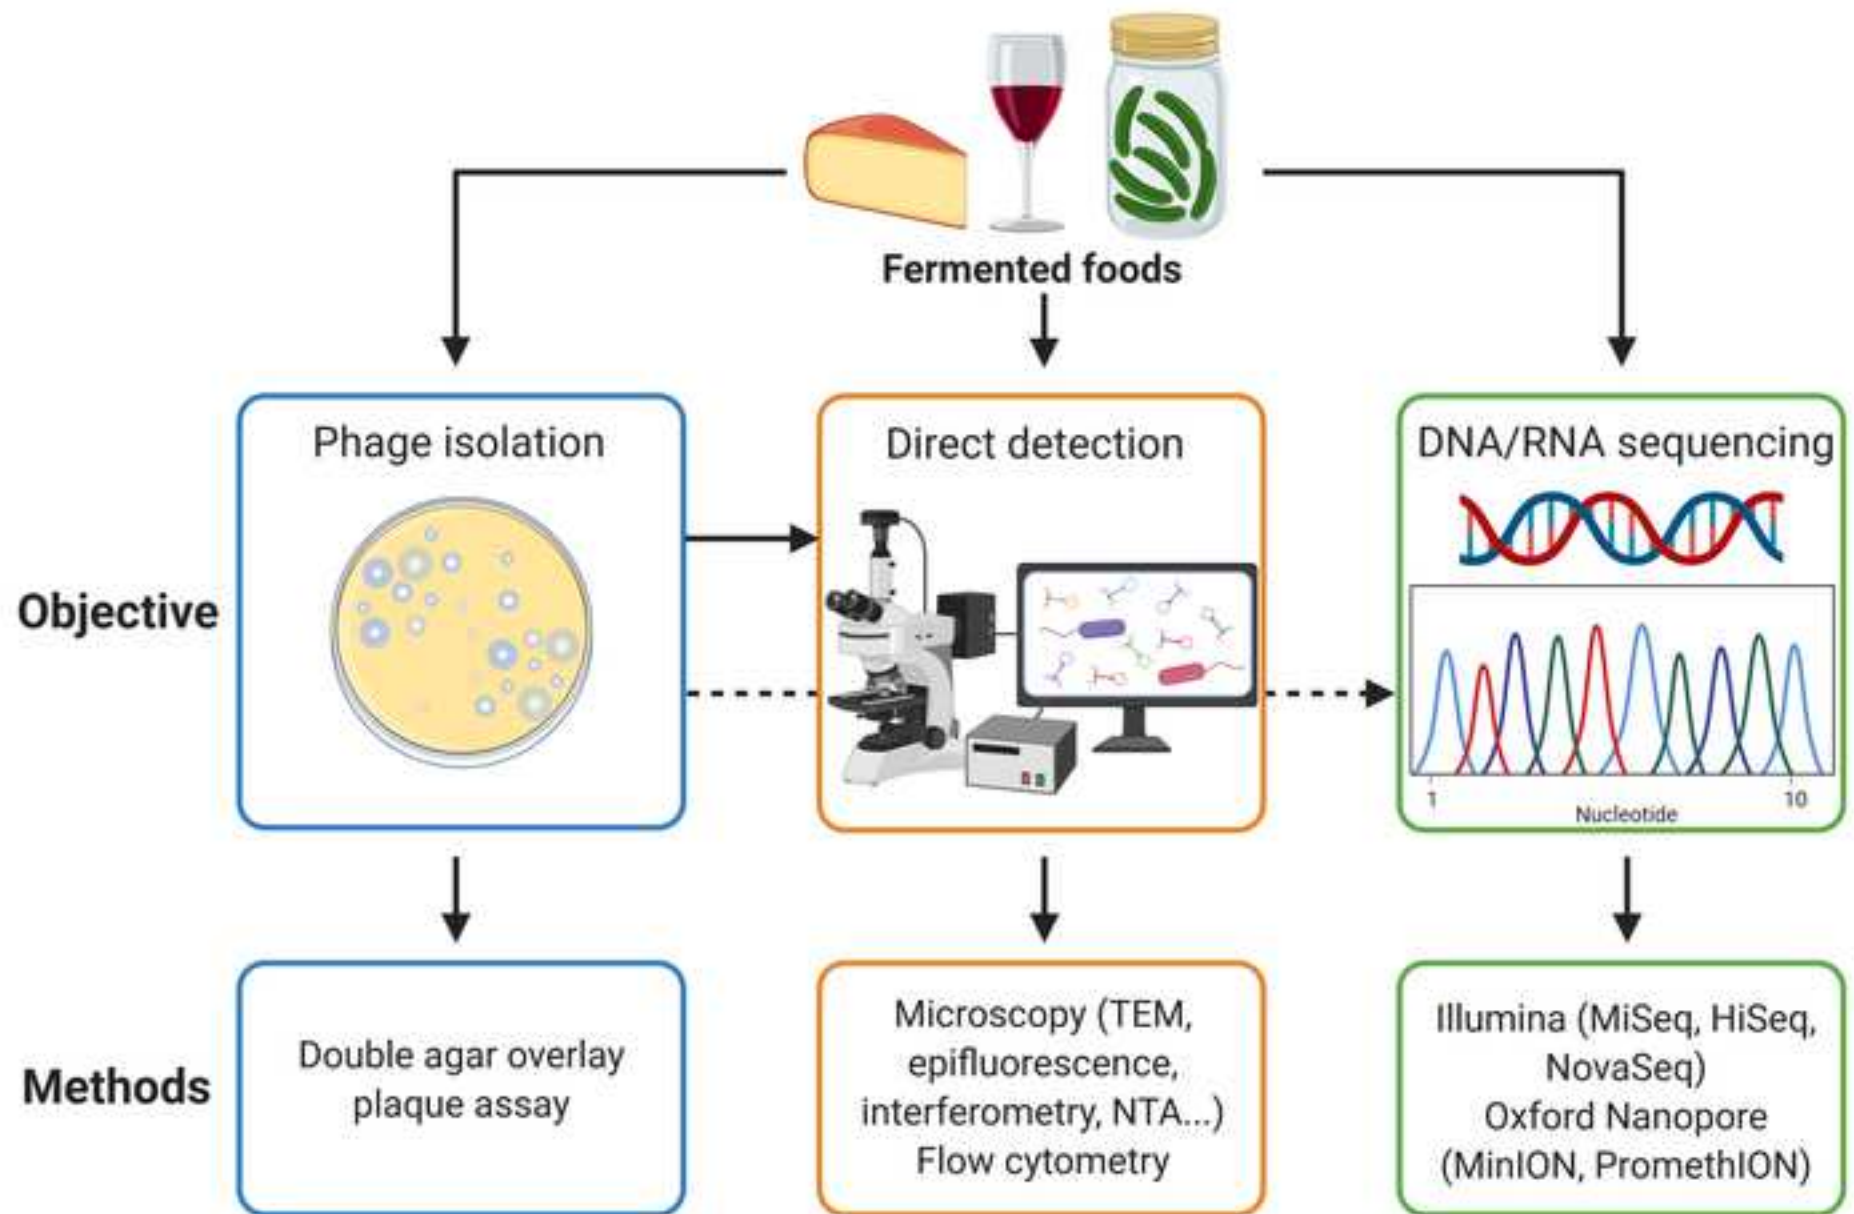 Fermented foods
Phage isolation
Direct detection
DNA/RNA sequencing
Objective
1
10
Nucleotide
Methods
Double agar overlay
plaque assay
Microscopy (TEM,
epifluorescence,
interferometry, NTA...)
Flow cytometry
Illumina (MiSeq, HiSeq,
NovaSeq)
Oxford Nanopore
(MinION, PromethION)